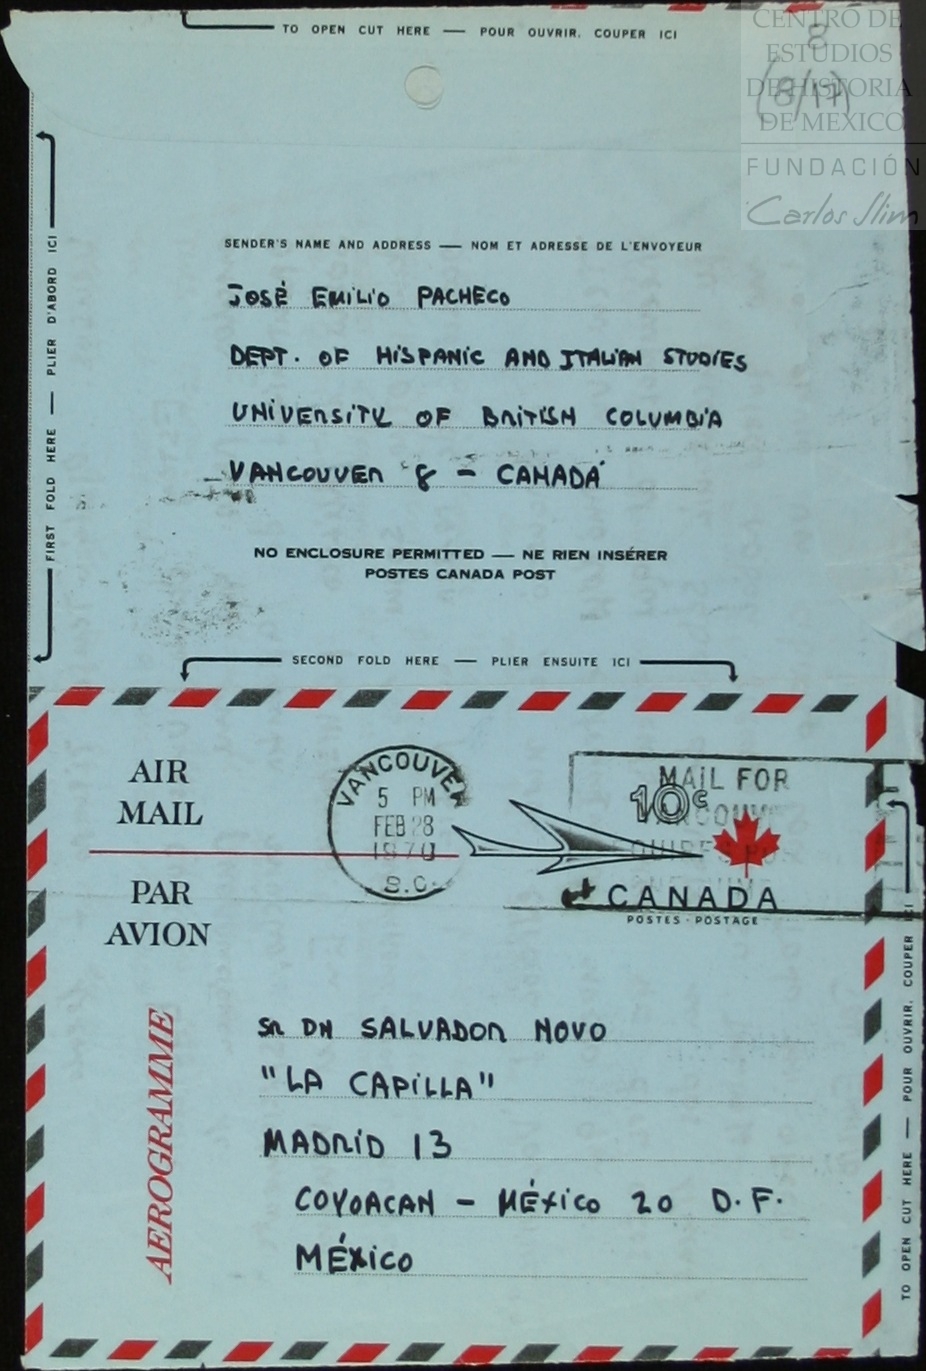 TO OPEN CUT HERE — POUR OUVRIR, COUPER ICI
CENTRO DE
ESTUDIOS
DE HISTORIA
DE MEXICO
FUNDACIÓN
Carlos Slim
8
(8/17)
FIRST FOLD HERE — PLIER D'ABORD ICI
SENDER'S NAME AND ADDRESS — NOM ET ADRESSE DE L'ENVOYEUR
JOSÉ EMILIO PACHECO
DEPT. OF HISPANIC AND ITALIAN STUDIES
UNIVERSITY OF BRITISH COLUMBIA
VANCOUVER 8 - CANADÁ
NO ENCLOSURE PERMITTED — NE RIEN INSÉRER
POSTES CANADA POST
SECOND FOLD HERE — PLIER ENSUITE ICI
AIR
MAIL
PAR
AVION
VANCOUVER
5 PM
FEB 28
1970
B.C.
MAIL FOR
10c
CANADA
POSTES · POSTAGE
AEROGRAMME
SR DN SALVADOR NOVO
"LA CAPILLA"
MADRID 13
COYOACAN - MÉXICO 20 D.F.
MÉXICO
TO OPEN CUT HERE — POUR OUVRIR, COUPER ICI